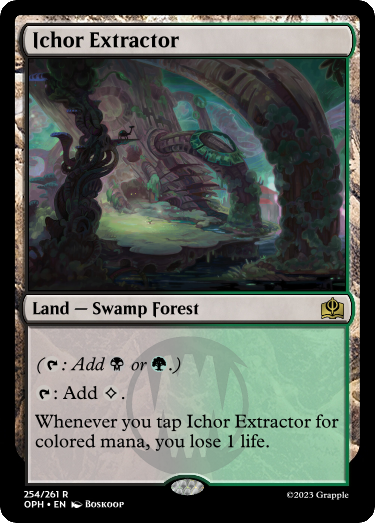 Ichor Extractor
Land — Swamp Forest
(: Add or .)
: Add .
Whenever you tap Ichor Extractor for
colored mana, you lose 1 life.
254/261 R
OPH • EN Boskoop
©2023 Grapple